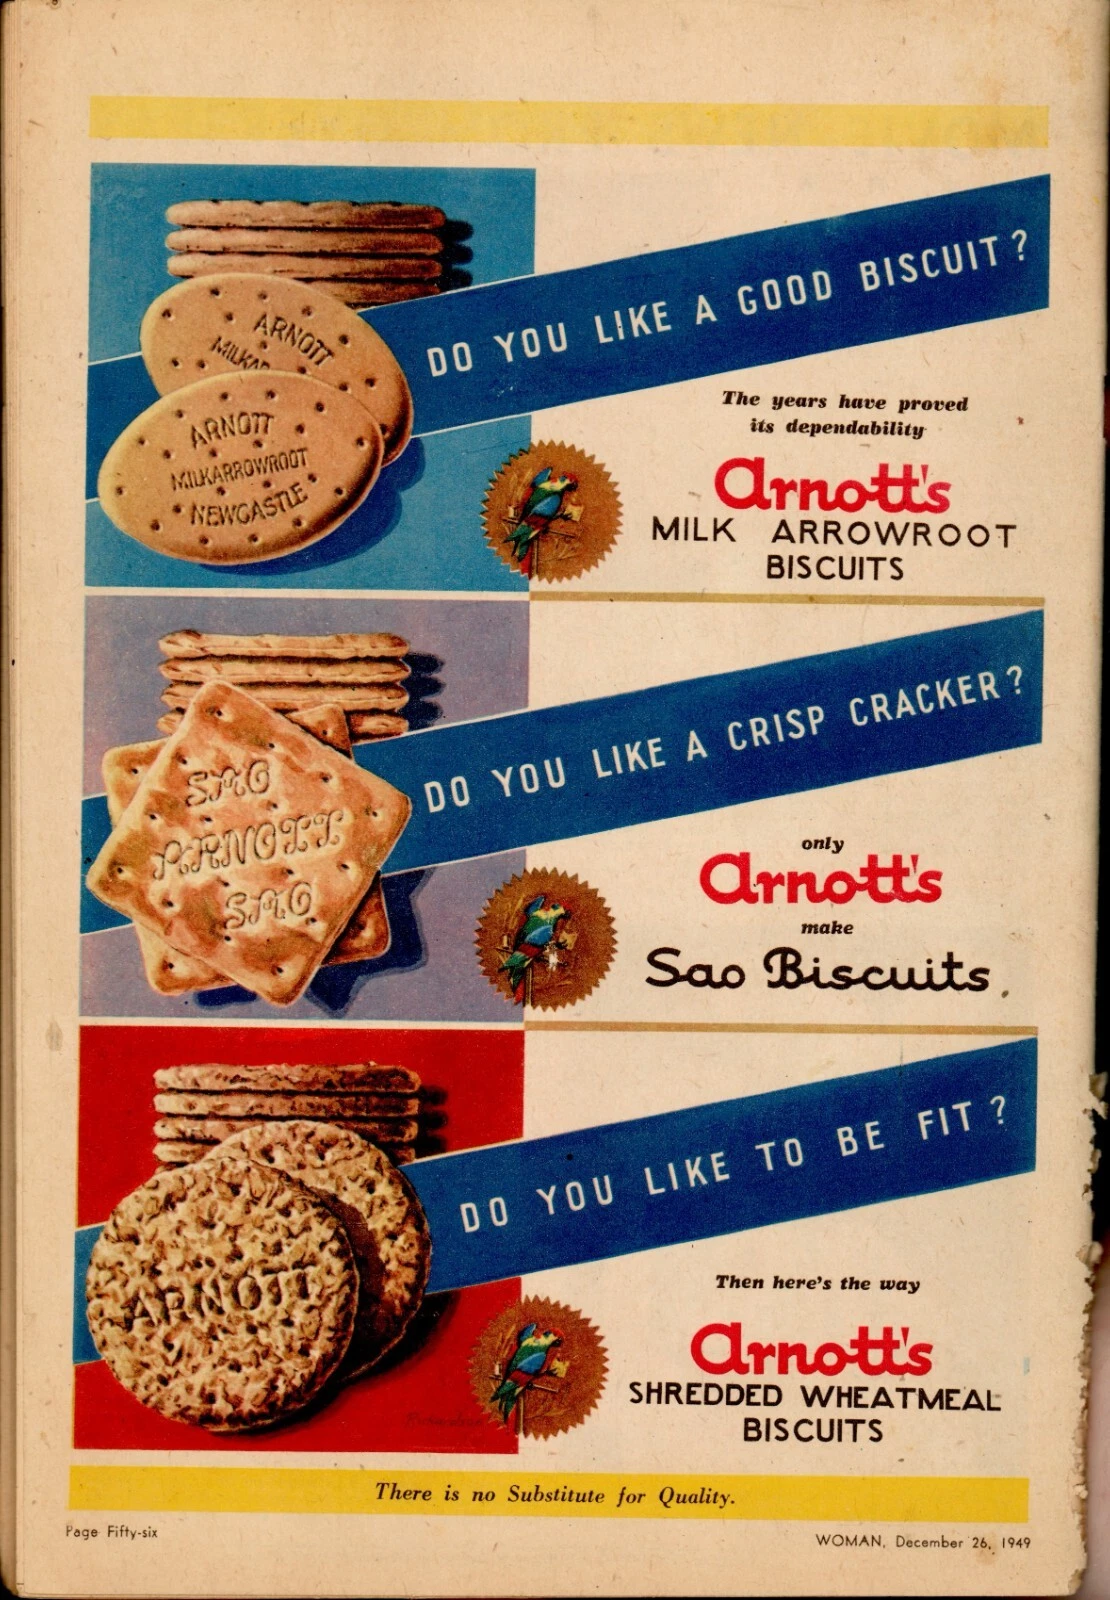 DO YOU LIKE A GOOD BISCUIT?
ARNOTT
ARNOTT
MILKARROWROOT
NEWCASTLE
The years have proved
its dependability
Arnott's
MILK ARROWROOT
BISCUITS
DO YOU LIKE A CRISP CRACKER?
SAO
ARNOTT
SAO
only
Arnott's
make
Sao Biscuits
DO YOU LIKE TO BE FIT?
ARNOTT
Then here's the way
Arnott's
SHREDDED WHEATMEAL
BISCUITS
There is no Substitute for Quality.
Page Fifty-six
WOMAN, December 26, 1949